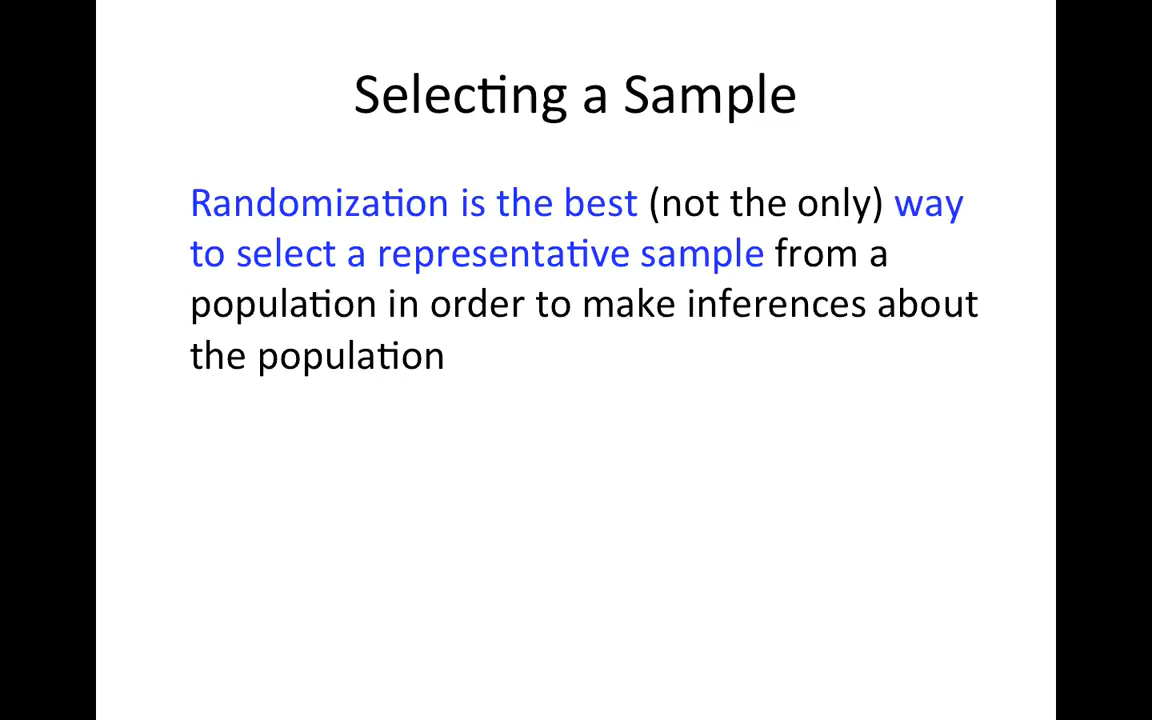 Selecting a Sample
Randomization is the best (not the only) way
to select a representative sample from a
population in order to make inferences about
the population